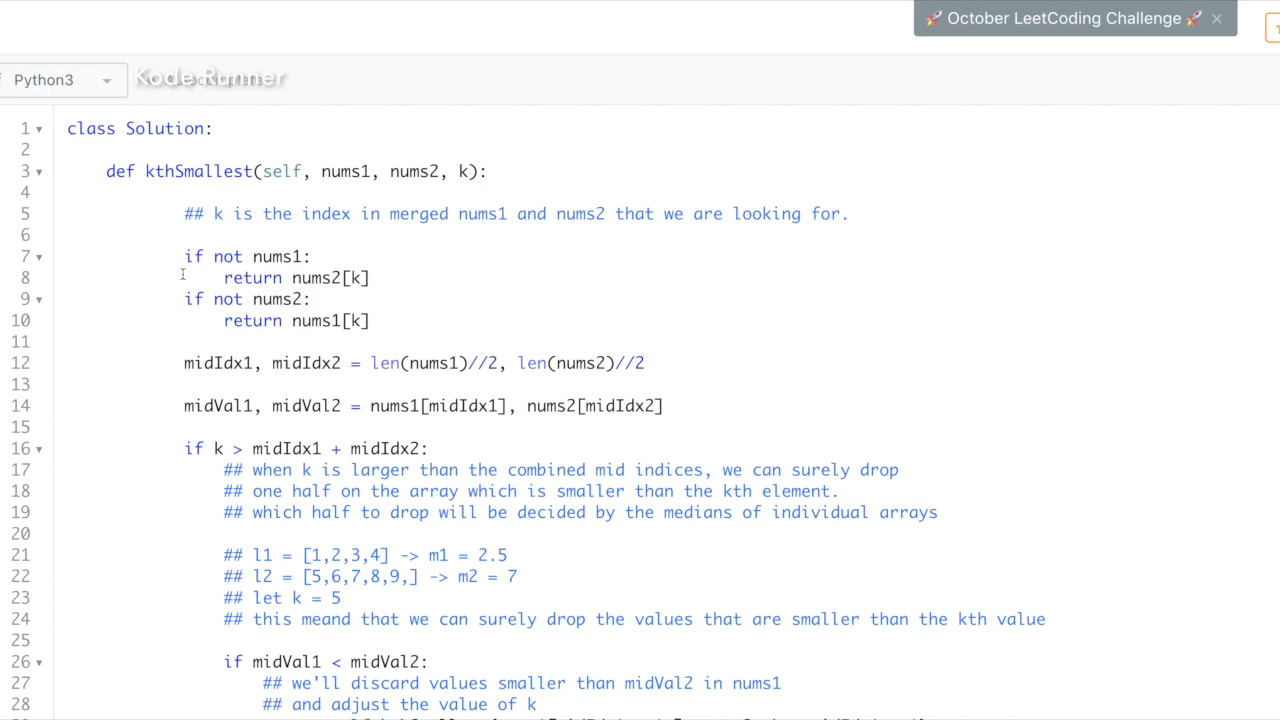 🚀 October LeetCoding Challenge 🚀 ×
Python3
Kode Runner
1 class Solution:
2
3 def kthSmallest(self, nums1, nums2, k):
4
5 ## k is the index in merged nums1 and nums2 that we are looking for.
6
7 if not nums1:
8 return nums2[k]
9 if not nums2:
10 return nums1[k]
11
12 midIdx1, midIdx2 = len(nums1)//2, len(nums2)//2
13
14 midVal1, midVal2 = nums1[midIdx1], nums2[midIdx2]
15
16 if k > midIdx1 + midIdx2:
17 ## when k is larger than the combined mid indices, we can surely drop
18 ## one half on the array which is smaller than the kth element.
19 ## which half to drop will be decided by the medians of individual arrays
20
21 ## l1 = [1,2,3,4] -> m1 = 2.5
22 ## l2 = [5,6,7,8,9,] -> m2 = 7
23 ## let k = 5
24 ## this meand that we can surely drop the values that are smaller than the kth value
25
26 if midVal1 < midVal2:
27 ## we'll discard values smaller than midVal2 in nums1
28 ## and adjust the value of k